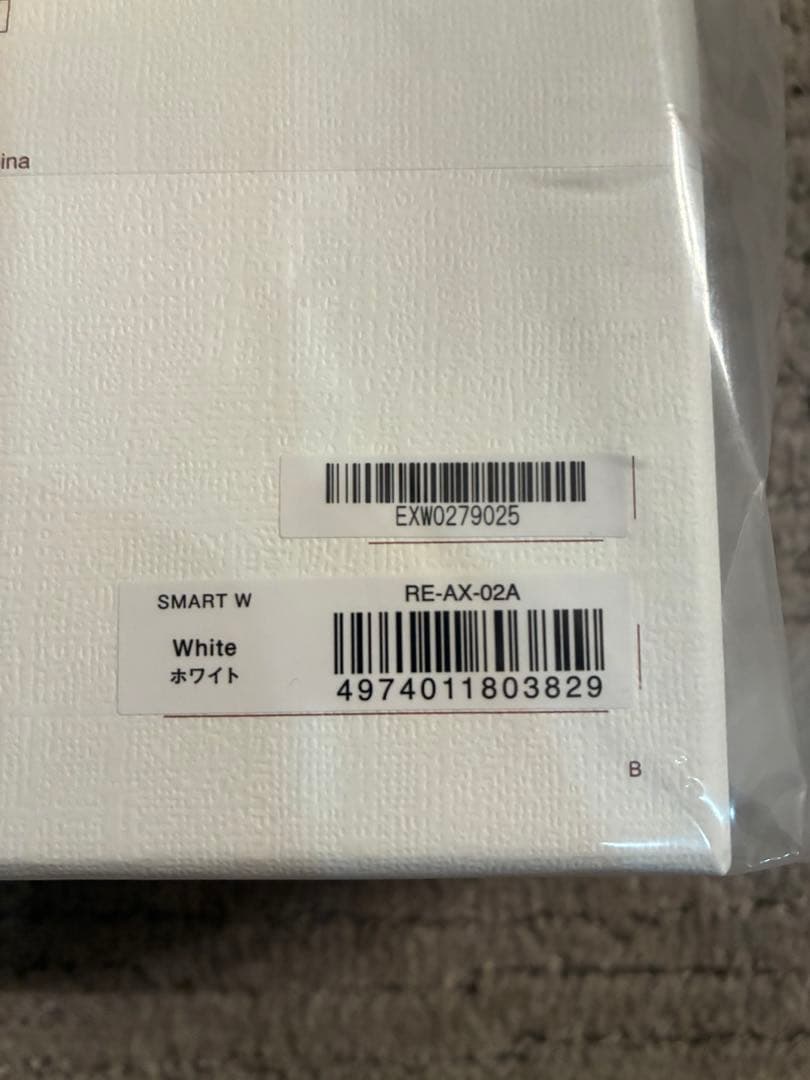 ina
EXW0279025
SMART W
RE-AX-02A
White
ホワイト
4974011803829
B